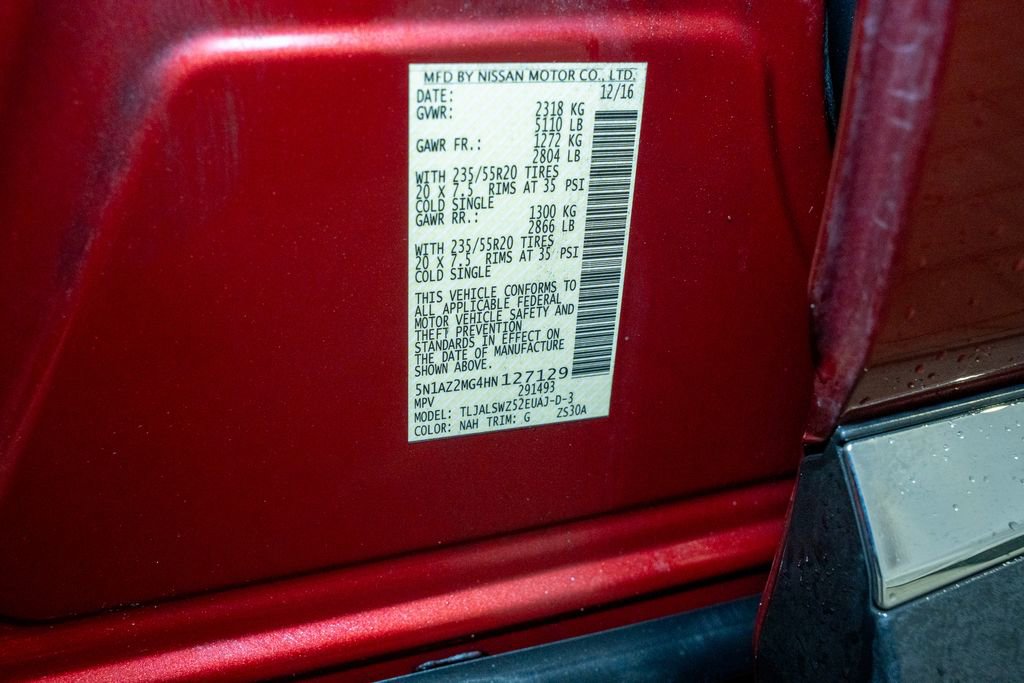 MFD BY NISSAN MOTOR CO., LTD.
DATE: 12/16
GVWR: 2318 KG
5110 LB
GAWR FR.: 1272 KG
2804 LB
WITH 235/55R20 TIRES
20 X 7.5 RIMS AT 35 PSI
COLD SINGLE
GAWR RR.: 1300 KG
2866 LB
WITH 235/55R20 TIRES
20 X 7.5 RIMS AT 35 PSI
COLD SINGLE
THIS VEHICLE CONFORMS TO
ALL APPLICABLE FEDERAL
MOTOR VEHICLE SAFETY AND
THEFT PREVENTION
STANDARDS IN EFFECT ON
THE DATE OF MANUFACTURE
SHOWN ABOVE.
5N1AZ2MG4HN127129
MPV 291493
MODEL: TLJALSWZ52EUAJ-D-3
COLOR: NAH TRIM: G ZS30A